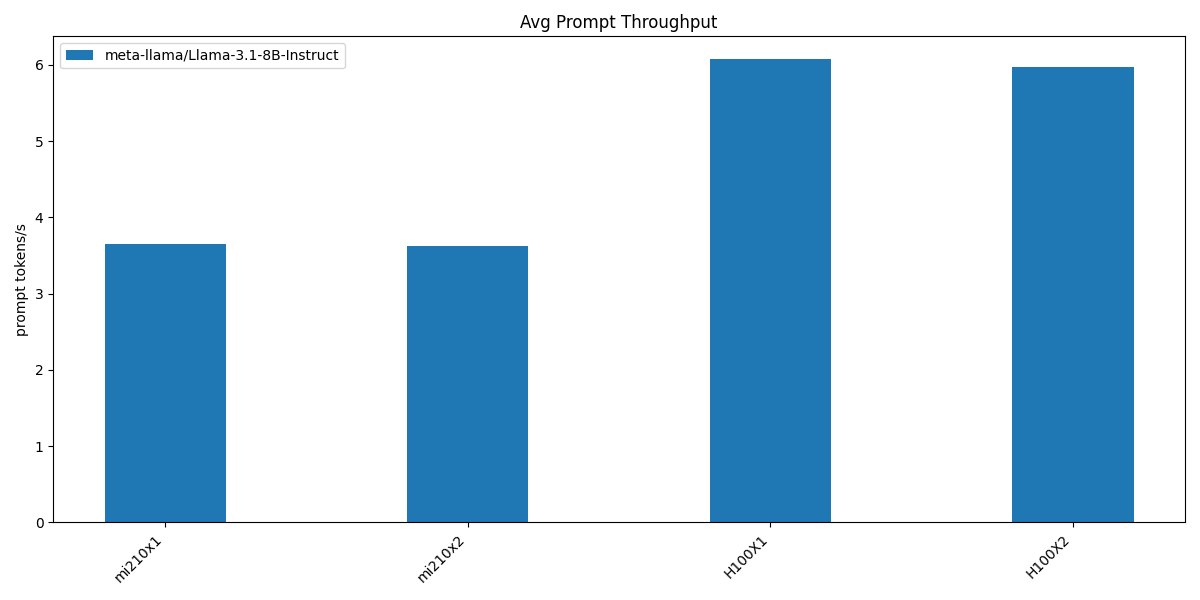 Avg Prompt Throughput
meta-llama/Llama-3.1-8B-Instruct
prompt tokens/s
6
5
4
3
2
1
0
mi210x1
mi210x2
H100X1
H100X2